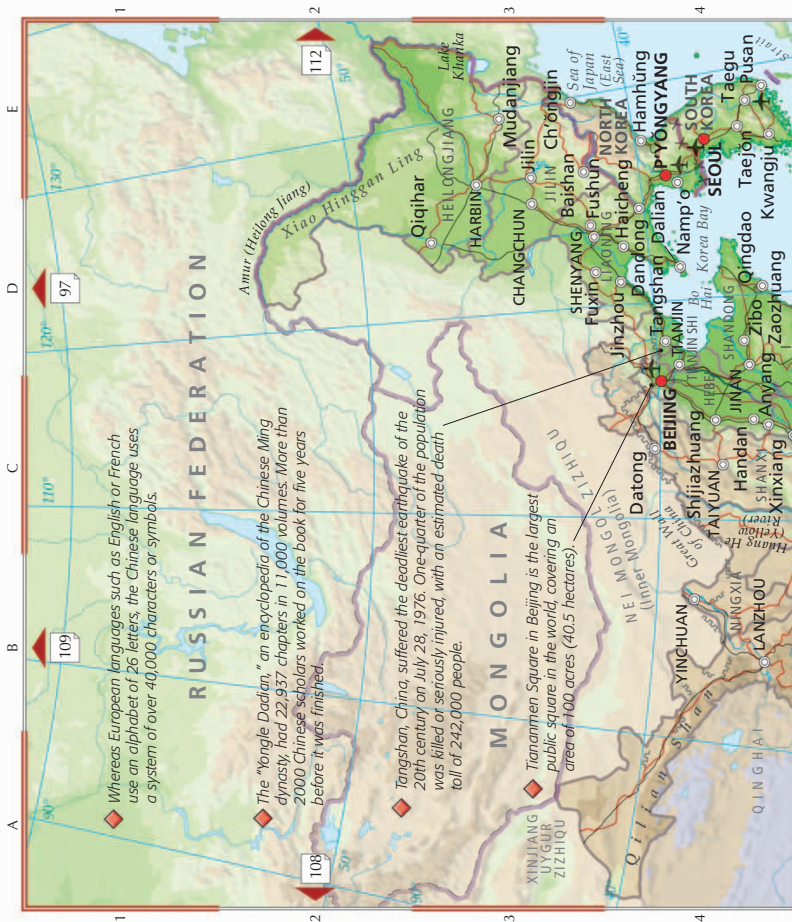 A
B
C
D
E
1
2
3
4
1
2
3
4
108
109
97
112
90°
110°
120°
130°
50°
50°
90°
40°
40°
Whereas European languages such as English or French
use an alphabet of 26 letters, the Chinese language uses
a system of over 40,000 characters or symbols.
The "Yongle Dadian," an encyclopedia of the Chinese Ming
dynasty, had 22,937 chapters in 11,000 volumes. More than
2000 Chinese scholars worked on the book for five years
before it was finished.
Tangshan, China, suffered the deadliest earthquake of the
20th century on July 28, 1976. One-quarter of the population
was killed or seriously injured, with an estimated death
toll of 242,000 people.
Tiananmen Square in Beijing is the largest
public square in the world, covering an
area of 100 acres (40.5 hectares).
RUSSIAN FEDERATION
MONGOLIA
Amur (Heilong Jiang)
Xiao Hinggan Ling
Lake
Khanka
Qiqihar
HEILONGJIANG
HARBIN
Mudanjiang
CHANGCHUN
Jilin
JILIN
Ch'ŏngjin
Baishan
Sea of
Japan
(East
Sea)
SHENYANG
Fushun
Fuxin
LIAONING
NORTH
KOREA
Jinzhou
Haicheng
Hamhŭng
Dandong
P'YŎNGYANG
Tangshan
Dalian
Namp'o
SOUTH
KOREA
SEOUL
Korea Bay
Bo
Hai
Taejŏn
Taegu
Kwangju
Pusan
Strait
BEIJING
TIANJIN
TIANJIN SHI
Datong
NEI MONGOL ZIZHIQU
(Inner Mongolia)
Great Wall
of China
Shijiazhuang
HEBEI
TAIYUAN
JINAN
SHANDONG
Zibo
Qingdao
Handan
Anyang
Zaozhuang
SHANXI
Xinxiang
Huang He
(Yellow
River)
YINCHUAN
NINGXIA
LANZHOU
Qilian Shan
QINGHAI
XINJIANG
UYGUR
ZIZHIQU